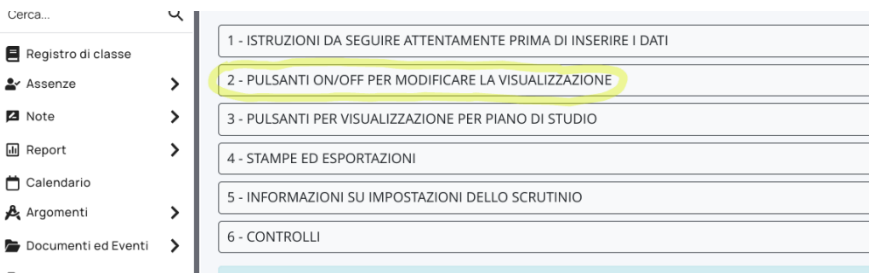 Cerca...
Registro di classe
Assenze
Note
Report
Calendario
Argomenti
Documenti ed Eventi
1 - ISTRUZIONI DA SEGUIRE ATTENTAMENTE PRIMA DI INSERIRE I DATI
2 - PULSANTI ON/OFF PER MODIFICARE LA VISUALIZZAZIONE
3 - PULSANTI PER VISUALIZZAZIONE PER PIANO DI STUDIO
4 - STAMPE ED ESPORTAZIONI
5 - INFORMAZIONI SU IMPOSTAZIONI DELLO SCRUTINIO
6 - CONTROLLI